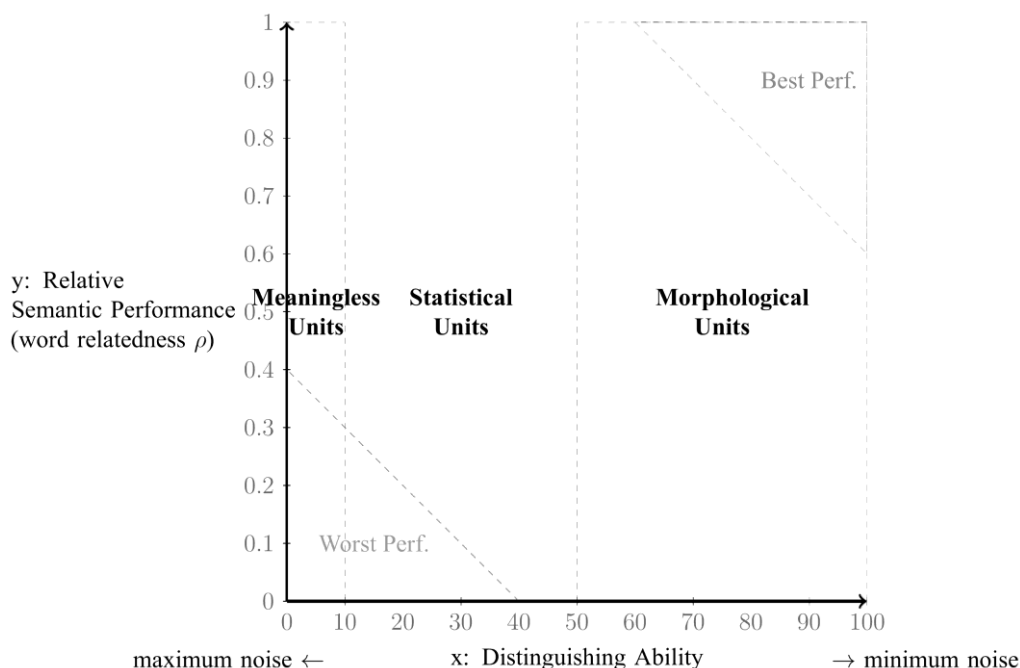 1
0.9
Best Perf.
0.8
0.7
0.6
y: Relative
Semantic Performance
(word relatedness ρ)
0.5
Meaningless
Units
Statistical
Units
Morphological
Units
0.4
0.3
0.2
0.1
Worst Perf.
0
0 10 20 30 40 50 60 70 80 90 100
maximum noise ← x: Distinguishing Ability → minimum noise